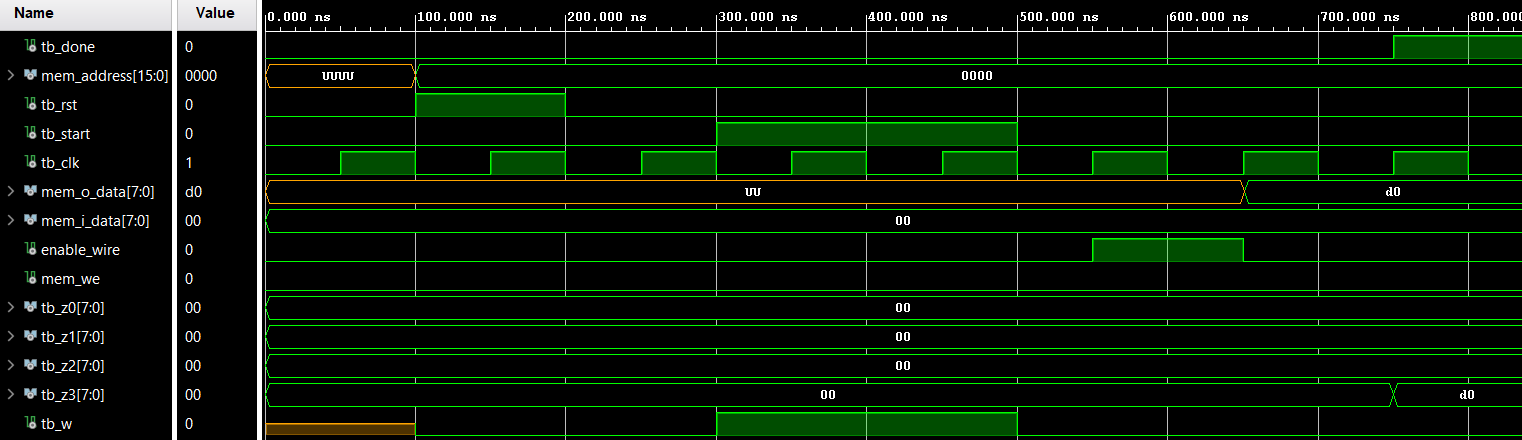 Name Value 0.000 ns 100.000 ns 200.000 ns 300.000 ns 400.000 ns 500.000 ns 600.000 ns 700.000 ns 800.000
tb_done 0
mem_address[15:0] 0000 UUUU 0000
tb_rst 0
tb_start 0
tb_clk 1
mem_o_data[7:0] d0 UU d0
mem_i_data[7:0] 00 00
enable_wire 0
mem_we 0
tb_z0[7:0] 00 00
tb_z1[7:0] 00 00
tb_z2[7:0] 00 00
tb_z3[7:0] 00 00 d0
tb_w 0